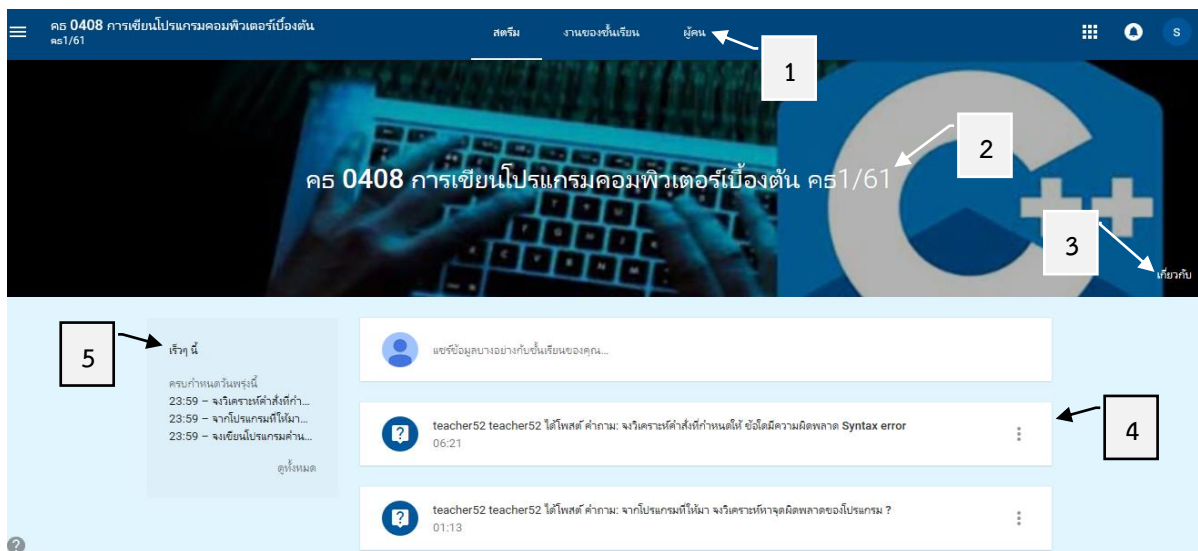 คธ 0408 การเขียนโปรแกรมคอมพิวเตอร์เบื้องต้น
คธ1/61
สตรีม งานของชั้นเรียน ผู้คน
S
1
คธ 0408 การเขียนโปรแกรมคอมพิวเตอร์เบื้องต้น คธ1/61
2
C++
3
เกี่ยวกับ
5
เร็วๆ นี้
ครบกำหนดวันพรุ่งนี้
23:59 – จงวิเคราะห์คำสั่งที่กำ...
23:59 – จากโปรแกรมที่ให้มา...
23:59 – จงเขียนโปรแกรมคำน...
ดูทั้งหมด
แชร์ข้อมูลบางอย่างกับชั้นเรียนของคุณ...
teacher52 teacher52 ได้โพสต์ คำถาม: จงวิเคราะห์คำสั่งที่กำหนดให้ ข้อใดมีความผิดพลาด Syntax error
06:21
4
teacher52 teacher52 ได้โพสต์ คำถาม: จากโปรแกรมที่ให้มา จงวิเคราะห์หาจุดผิดพลาดของโปรแกรม ?
01:13